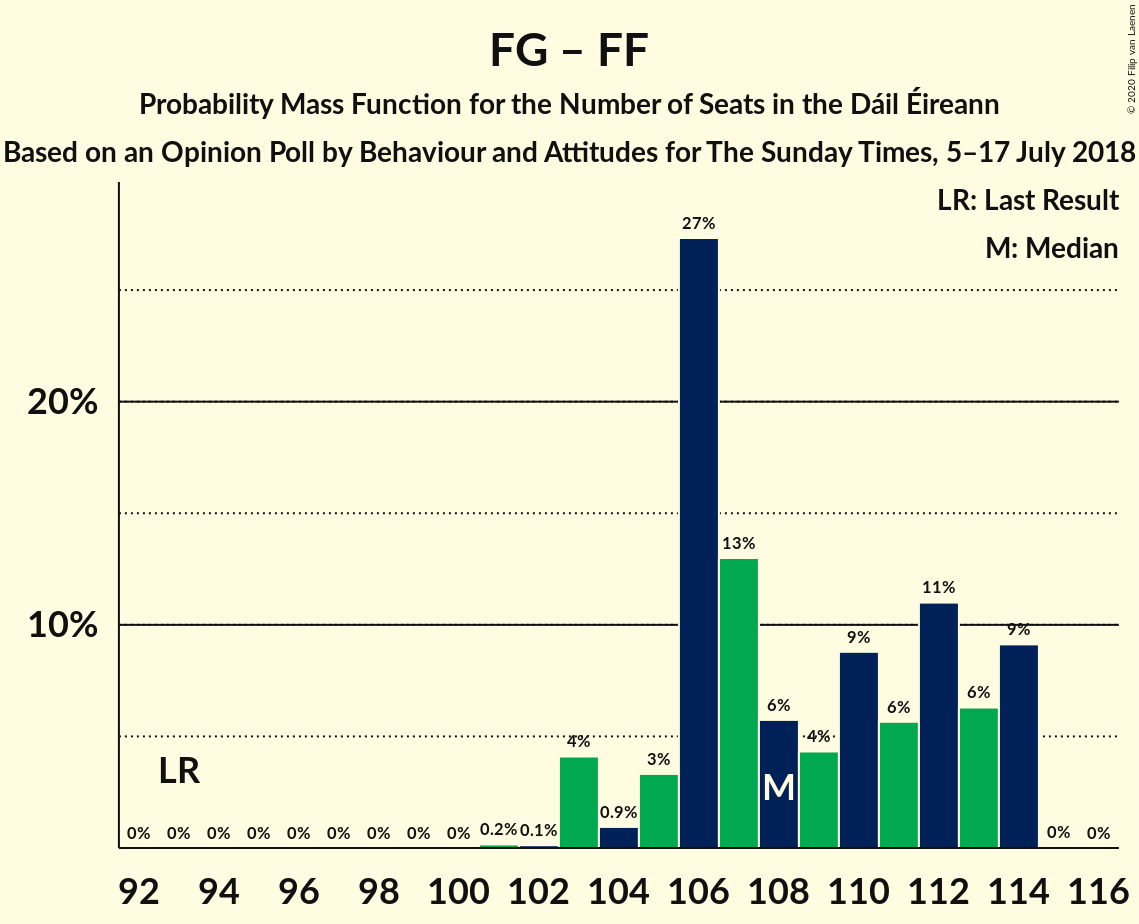 FG – FF
Probability Mass Function for the Number of Seats in the Dáil Éireann
Based on an Opinion Poll by Behaviour and Attitudes for The Sunday Times, 5–17 July 2018
© 2020 Filip van Laenen
LR: Last Result
M: Median
27%
20%
13%
11%
10%
9%
9%
6%
6%
6%
4%
4%
3%
LR
M
0.9%
0% 0% 0% 0% 0% 0% 0% 0% 0% 0.2% 0.1% 0% 0%
92 94 96 98 100 102 104 106 108 110 112 114 116